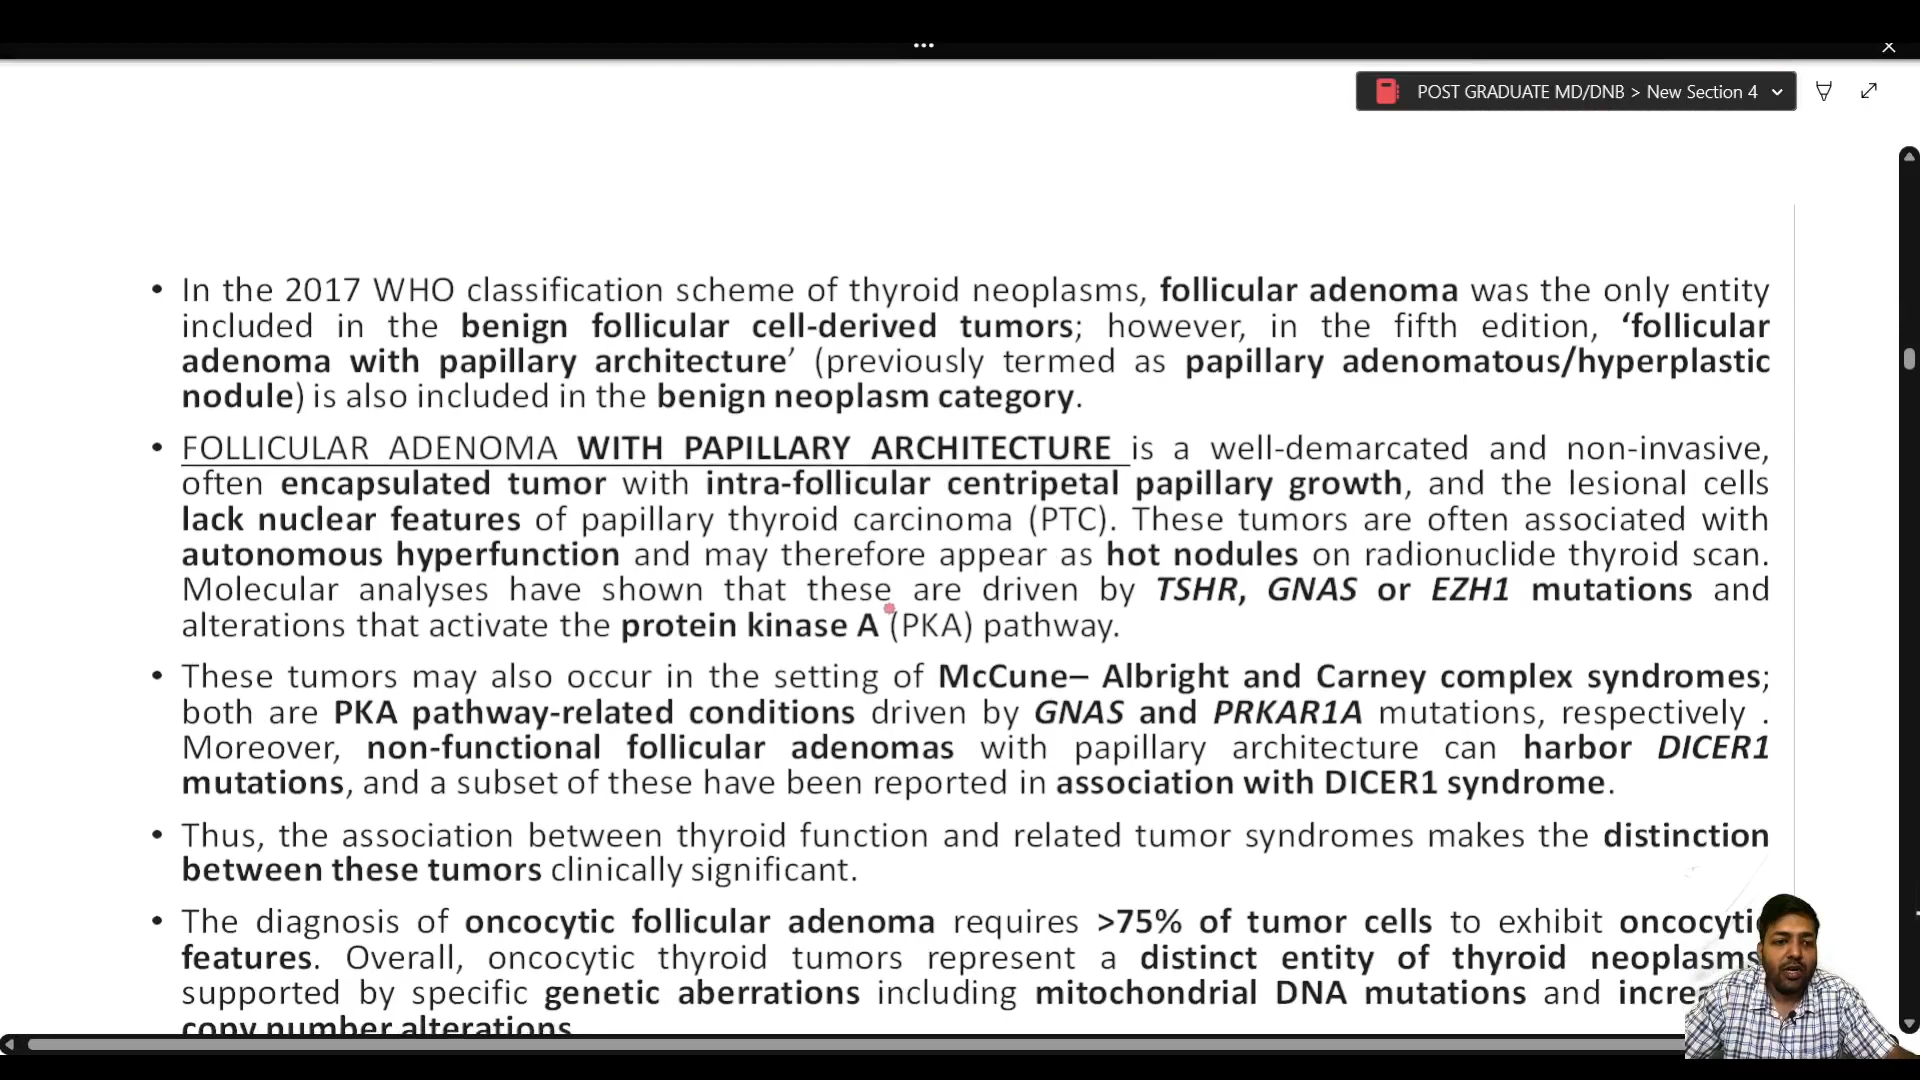 ...
POST GRADUATE MD/DNB > New Section 4
• In the 2017 WHO classification scheme of thyroid neoplasms, follicular adenoma was the only entity
included in the benign follicular cell-derived tumors; however, in the fifth edition, ‘follicular
adenoma with papillary architecture’ (previously termed as papillary adenomatous/hyperplastic
nodule) is also included in the benign neoplasm category.
• FOLLICULAR ADENOMA WITH PAPILLARY ARCHITECTURE is a well-demarcated and non-invasive,
often encapsulated tumor with intra-follicular centripetal papillary growth, and the lesional cells
lack nuclear features of papillary thyroid carcinoma (PTC). These tumors are often associated with
autonomous hyperfunction and may therefore appear as hot nodules on radionuclide thyroid scan.
Molecular analyses have shown that these are driven by TSHR, GNAS or EZH1 mutations and
alterations that activate the protein kinase A (PKA) pathway.
• These tumors may also occur in the setting of McCune– Albright and Carney complex syndromes;
both are PKA pathway-related conditions driven by GNAS and PRKAR1A mutations, respectively .
Moreover, non-functional follicular adenomas with papillary architecture can harbor DICER1
mutations, and a subset of these have been reported in association with DICER1 syndrome.
• Thus, the association between thyroid function and related tumor syndromes makes the distinction
between these tumors clinically significant.
• The diagnosis of oncocytic follicular adenoma requires >75% of tumor cells to exhibit oncocytic
features. Overall, oncocytic thyroid tumors represent a distinct entity of thyroid neoplasms
supported by specific genetic aberrations including mitochondrial DNA mutations and
copy number alterations